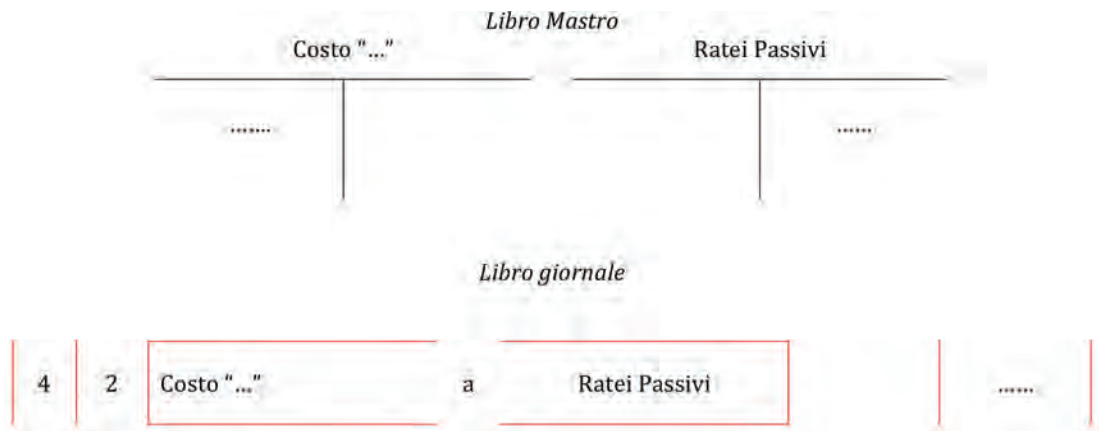 Libro Mastro
Costo “...” Ratei Passivi
....... ......
Libro giornale
4 2 Costo “...” a Ratei Passivi ......